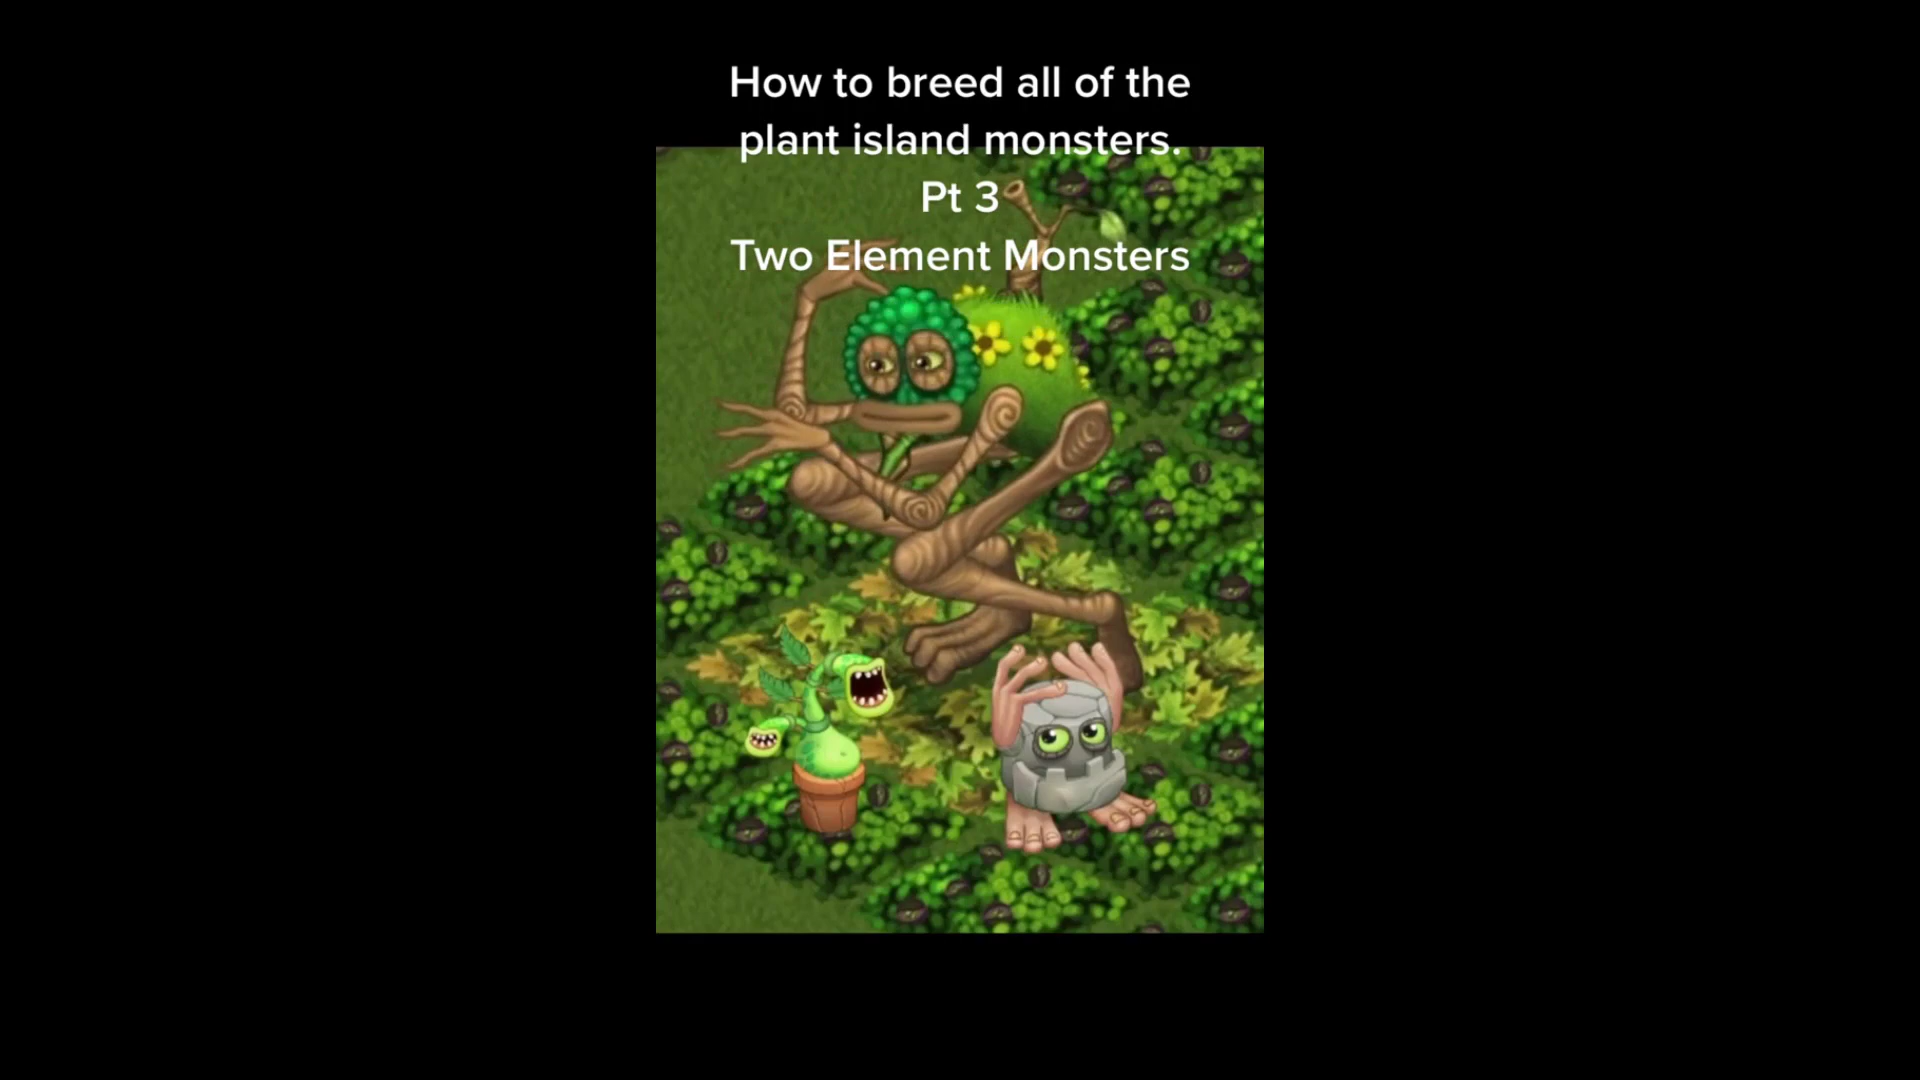 How to breed all of the
plant island monsters.
Pt 3
Two Element Monsters